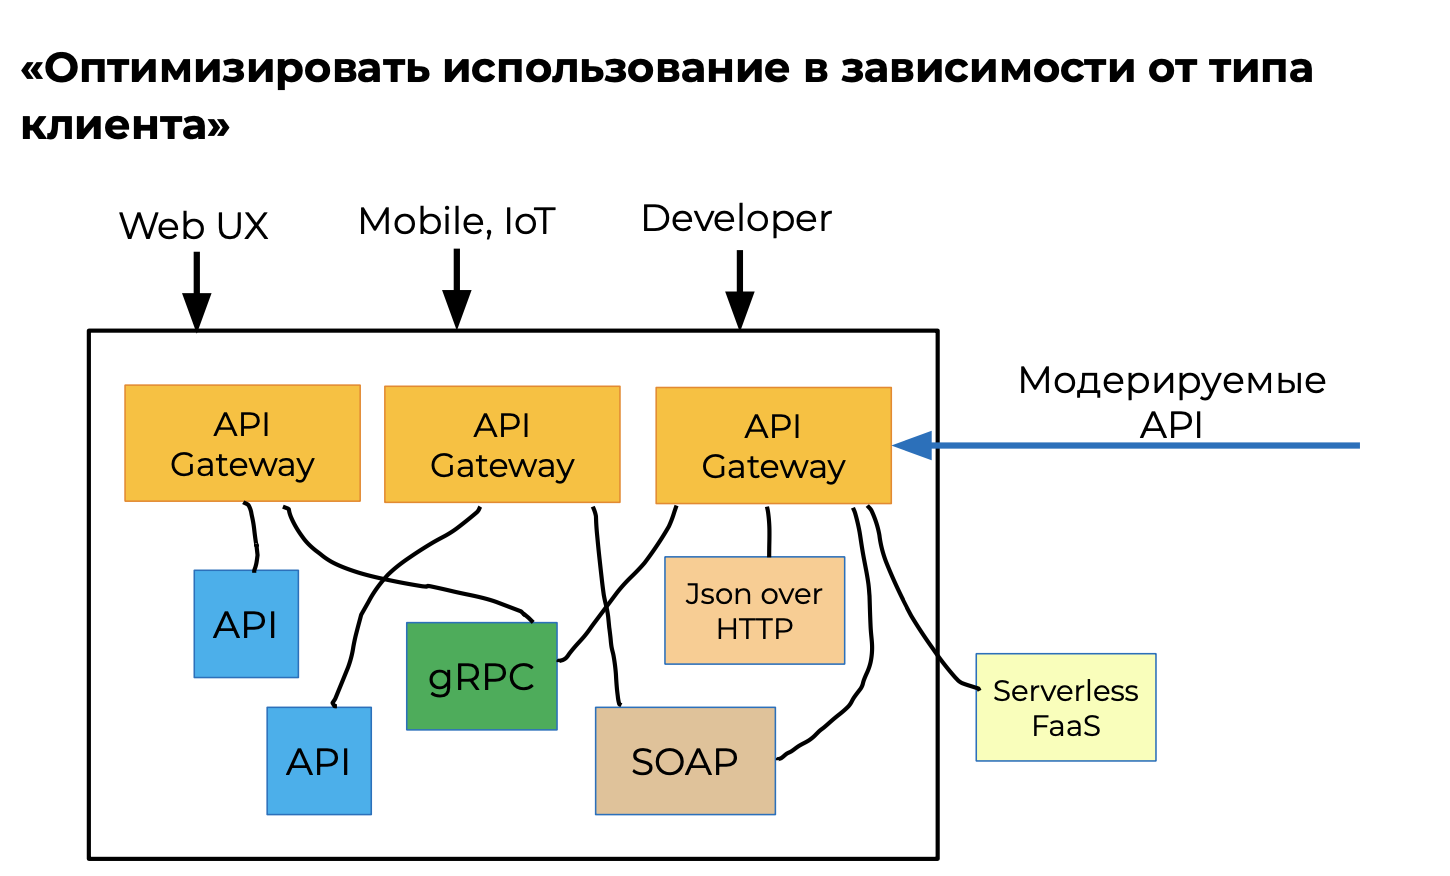 «Оптимизировать использование в зависимости от типа
клиента»
Web UX
Mobile, IoT
Developer
Модерируемые
API
API
Gateway
API
Gateway
API
Gateway
Json over
HTTP
API
gRPC
Serverless
FaaS
API
SOAP